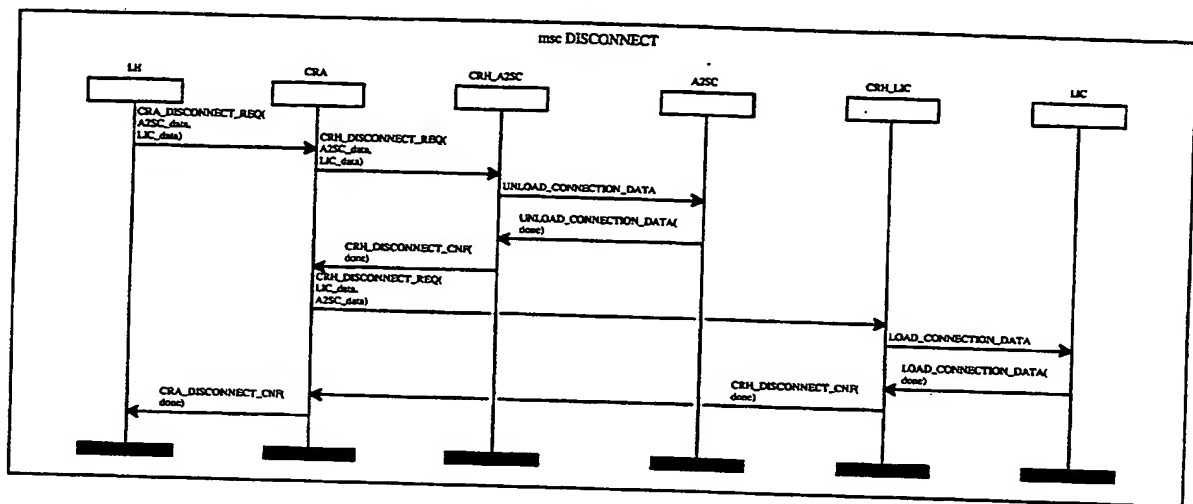 msc DISCONNECT
LH
CRA
CRH_A2SC
A2SC
CRH_LIC
LIC
CRA_DISCONNECT_REQ(
A2SC_data,
LIC_data)
CRH_DISCONNECT_REQ(
A2SC_data,
LIC_data)
UNLOAD_CONNECTION_DATA
UNLOAD_CONNECTION_DATA(
done)
CRH_DISCONNECT_CNF(
done)
CRH_DISCONNECT_REQ(
LIC_data,
A2SC_data)
LOAD_CONNECTION_DATA
LOAD_CONNECTION_DATA(
done)
CRH_DISCONNECT_CNF(
done)
CRA_DISCONNECT_CNF(
done)